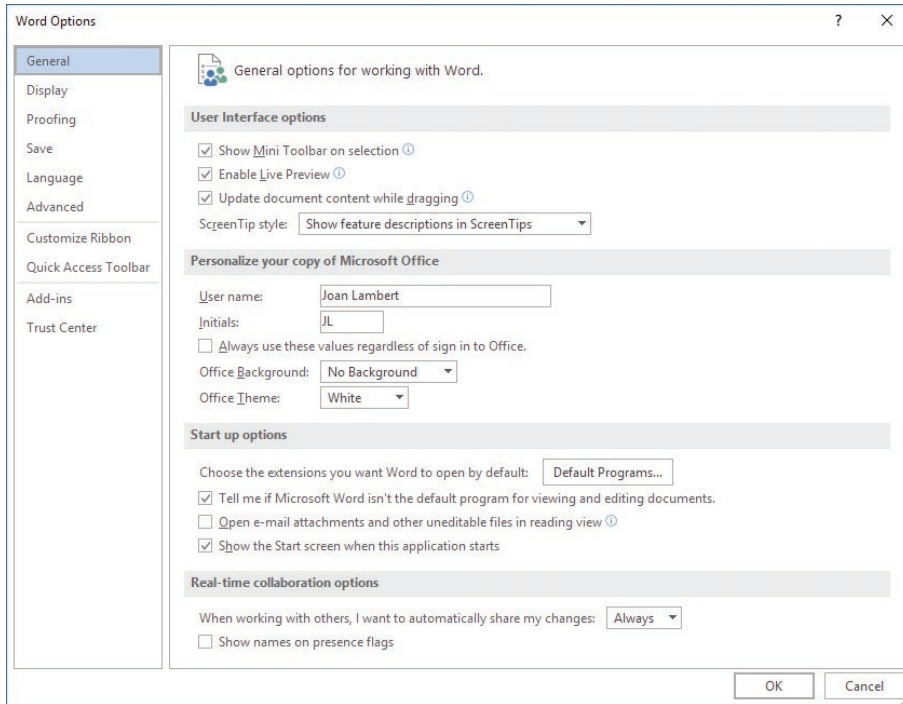 Word Options
?
General
Display
Proofing
Save
Language
Advanced
Customize Ribbon
Quick Access Toolbar
Add-ins
Trust Center
General options for working with Word.
User Interface options
Show Mini Toolbar on selection
Enable Live Preview
Update document content while dragging
ScreenTip style: Show feature descriptions in ScreenTips
Personalize your copy of Microsoft Office
User name: Joan Lambert
Initials: JL
Always use these values regardless of sign in to Office.
Office Background: No Background
Office Theme: White
Start up options
Choose the extensions you want Word to open by default: Default Programs...
Tell me if Microsoft Word isn't the default program for viewing and editing documents.
Open e-mail attachments and other uneditable files in reading view
Show the Start screen when this application starts
Real-time collaboration options
When working with others, I want to automatically share my changes: Always
Show names on presence flags
OK Cancel